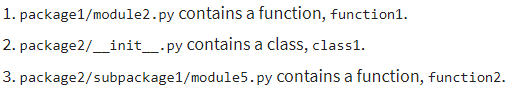 1. package1/module2.py contains a function, function1.
2. package2/__init__.py contains a class, class1.
3. package2/subpackage1/module5.py contains a function, function2.